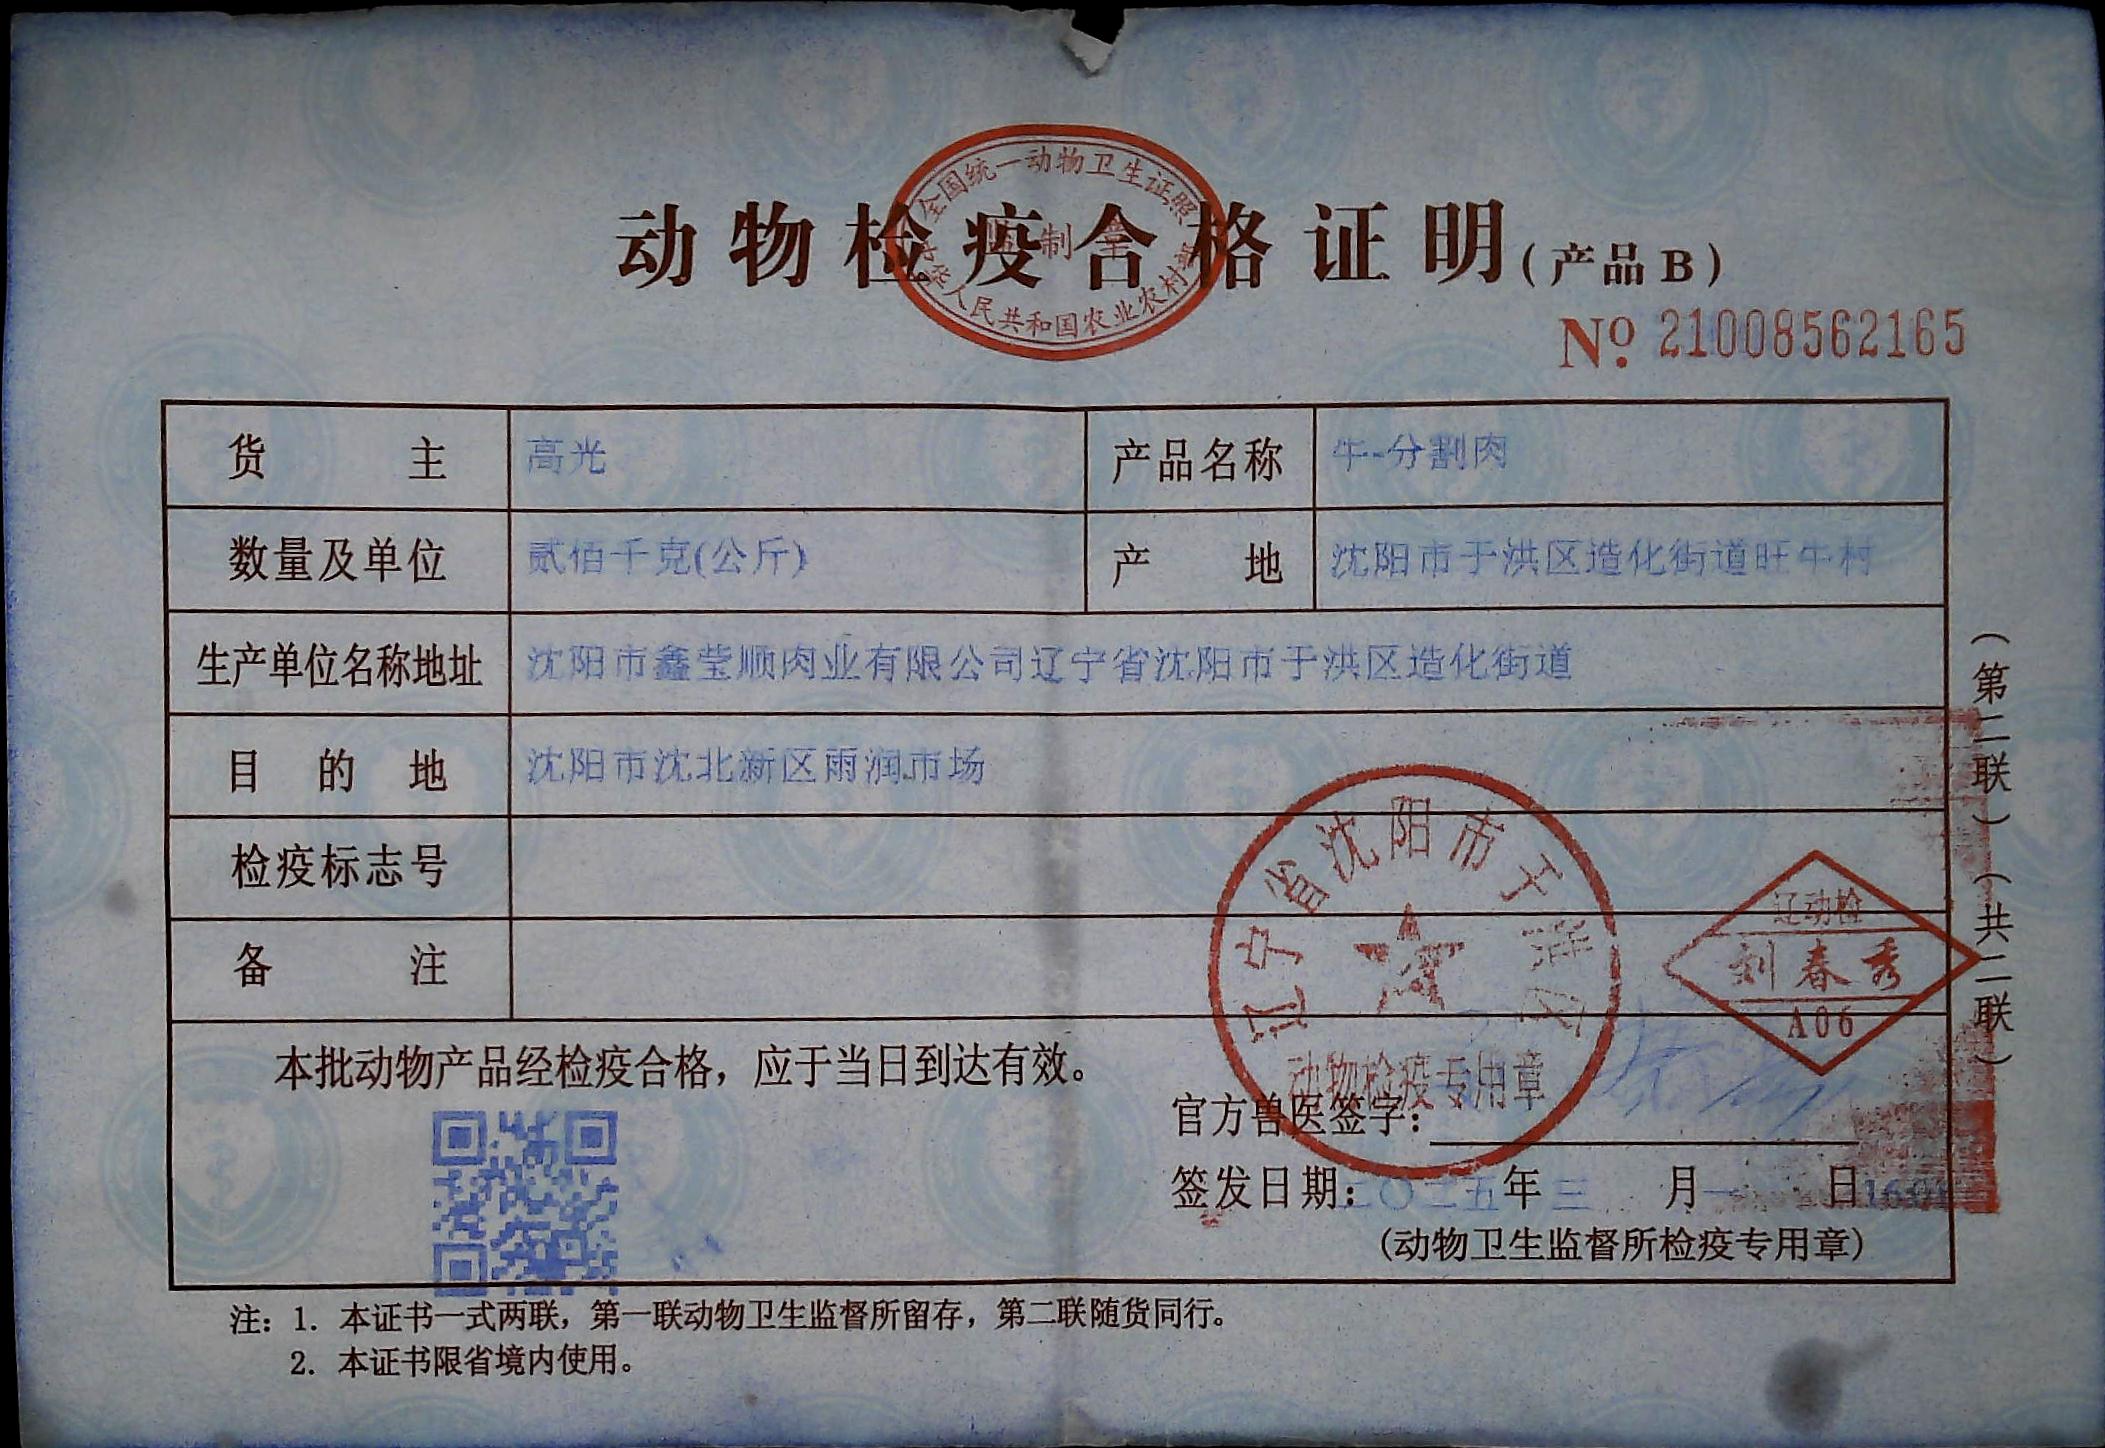 全国统一动物卫生证照
监制章
中华人民共和国农业农村部
动物检疫合格证明(产品B)
№ 21008562165
货主 高光 产品名称 牛-分割肉
数量及单位 贰佰千克(公斤) 产地 沈阳市于洪区造化街道旺牛村
生产单位名称地址 沈阳市鑫莹顺肉业有限公司辽宁省沈阳市于洪区造化街道
目的地 沈阳市沈北新区雨润市场
检疫标志号
备注
(第二联)(共二联)
辽宁省沈阳市于洪区
动物检疫专用章
辽动检
刘春秀
A06
本批动物产品经检疫合格，应于当日到达有效。
官方兽医签字：
签发日期：二〇二五年三月一日
(动物卫生监督所检疫专用章)
注：1. 本证书一式两联，第一联动物卫生监督所留存，第二联随货同行。
2. 本证书限省境内使用。